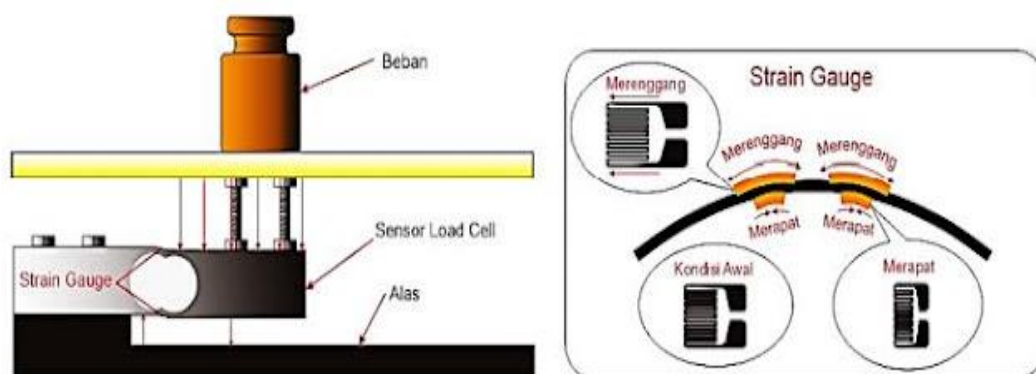 Beban
Sensor Load Cell
Strain Gauge
Alas
Strain Gauge
Merenggang
Merenggang
Merenggang
Merapat
Merapat
Kondisi Awal
Merapat